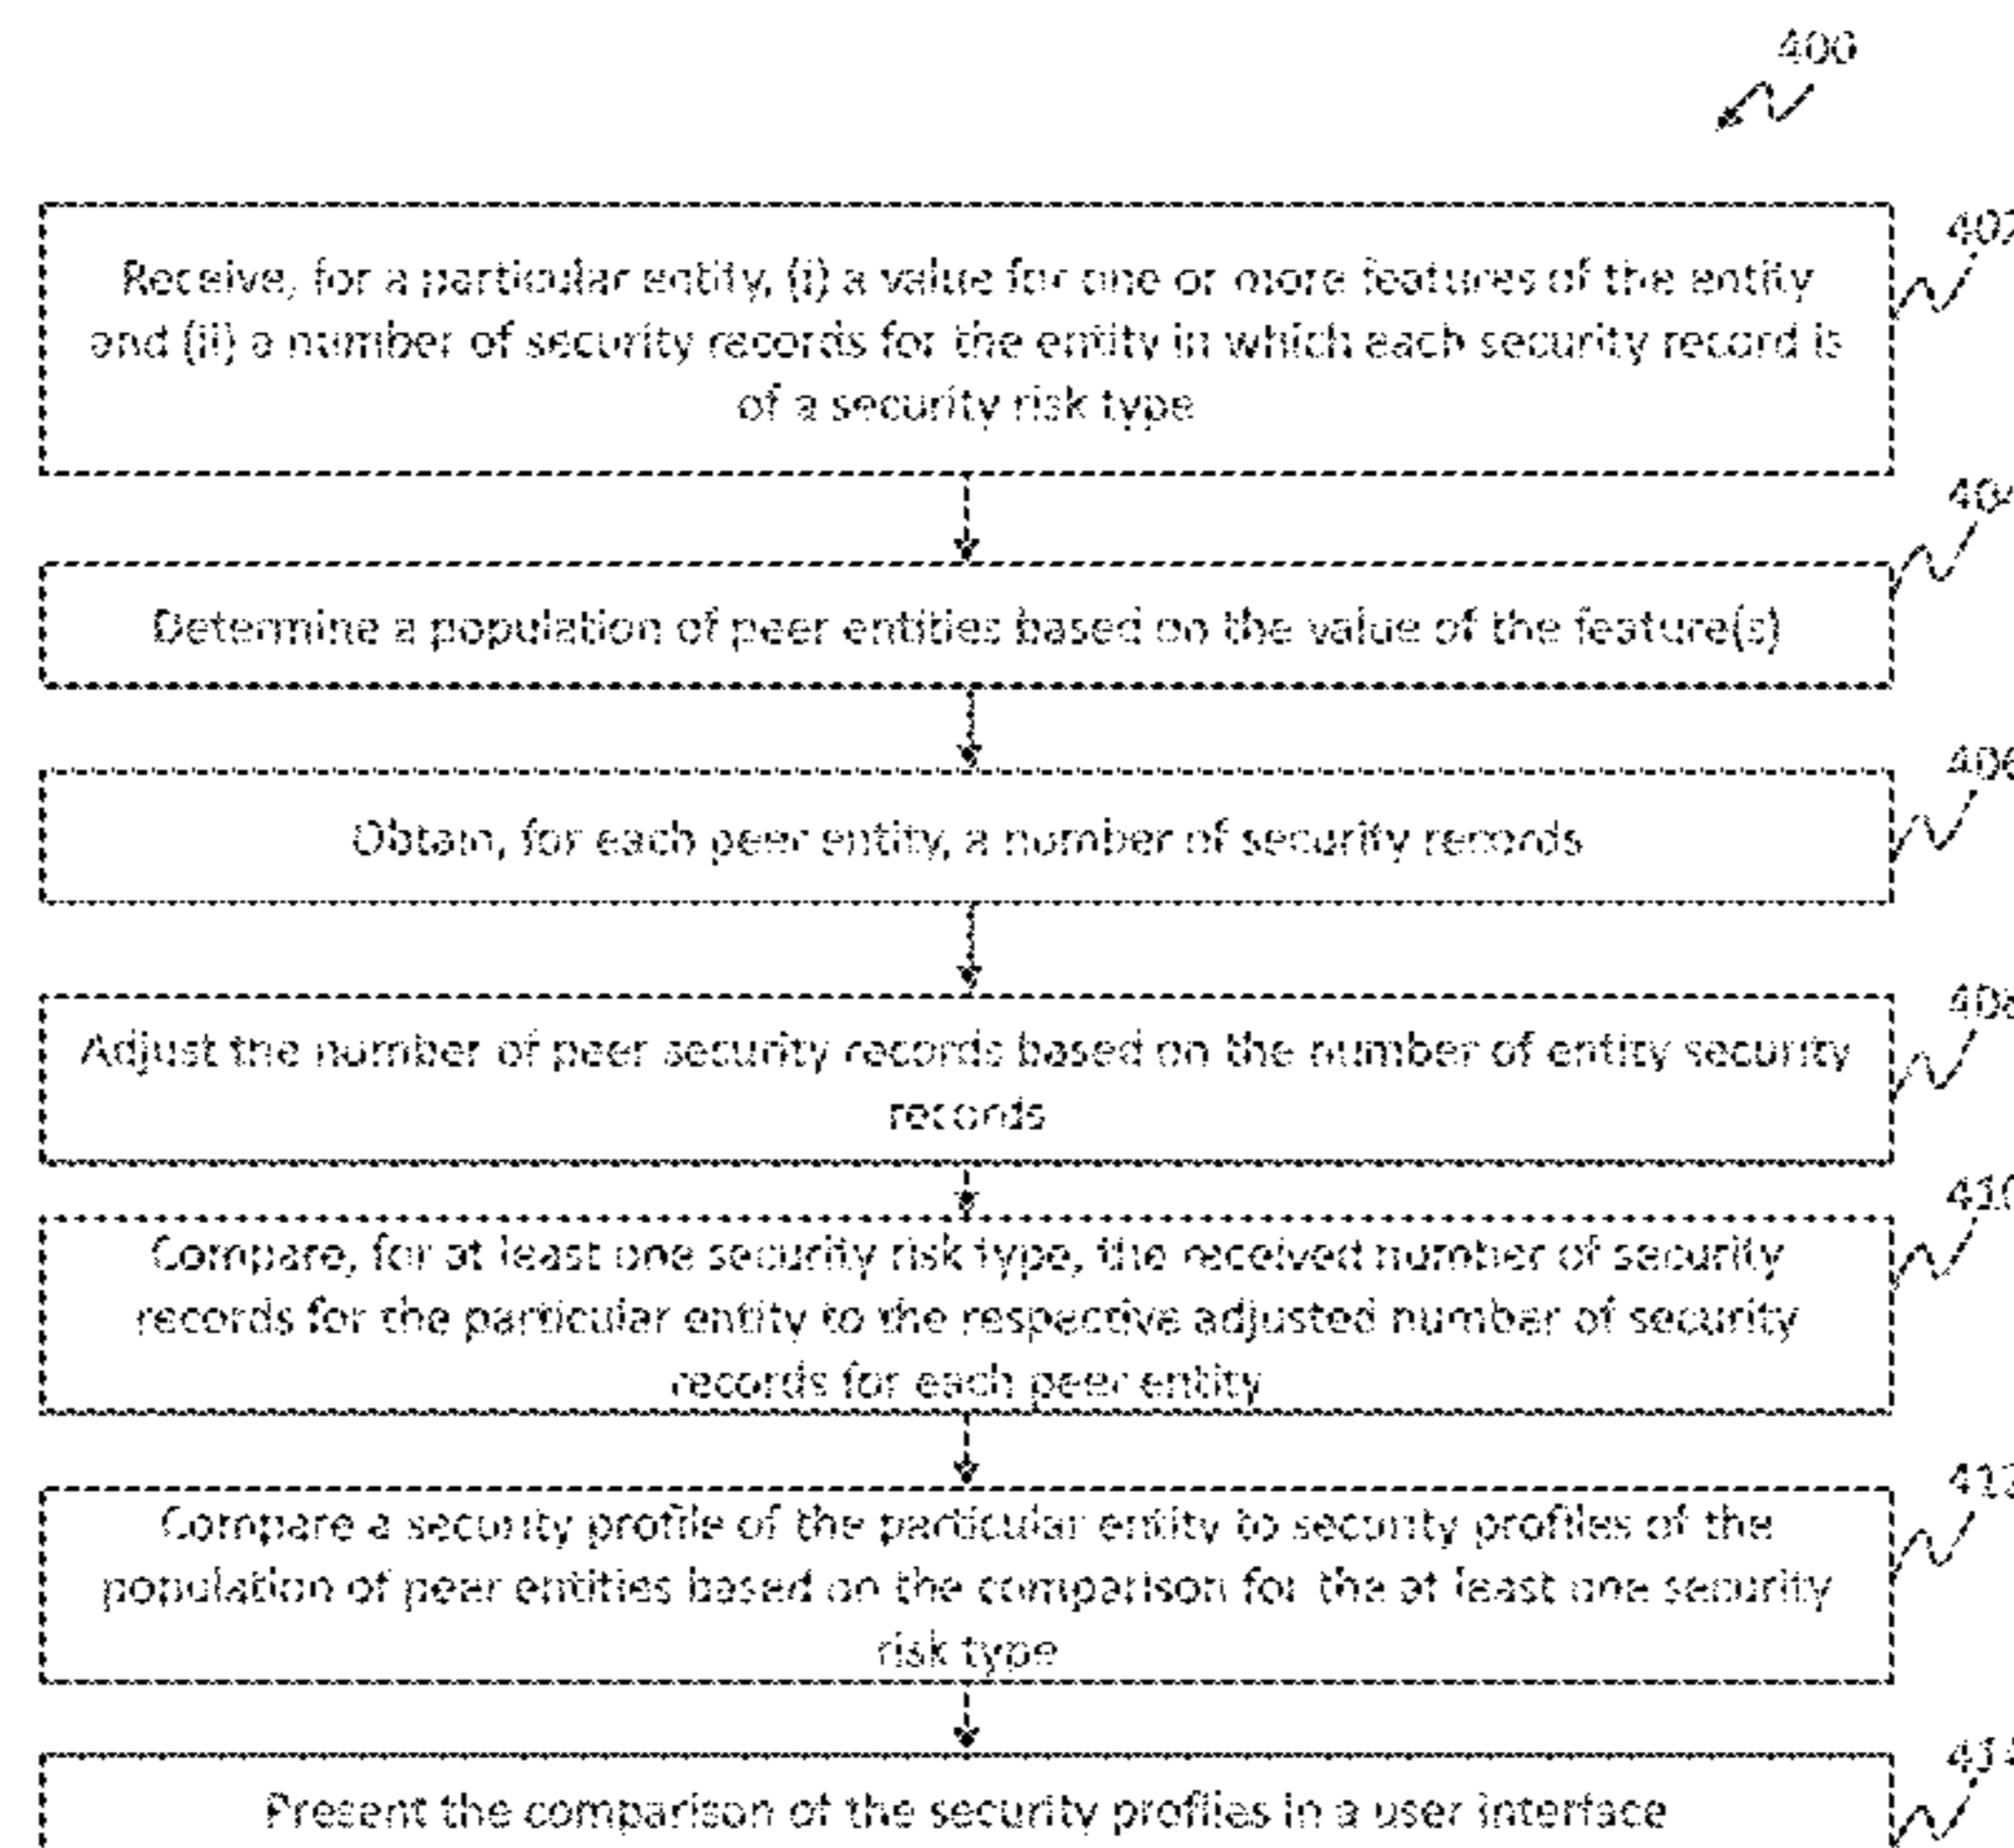 400
402
Receive, for a particular entity, (i) a value for one or more features of the entity
and (ii) a number of security records for the entity in which each security record is
of a security risk type
404
Determine a population of peer entities based on the value of the feature(s)
406
Obtain, for each peer entity, a number of security records
408
Adjust the number of peer security records based on the number of entity security
records
410
Compare, for at least one security risk type, the received number of security
records for the particular entity to the respective adjusted number of security
records for each peer entity
412
Compare a security profile of the particular entity to security profiles of the
population of peer entities based on the comparison for the at least one security
risk type
414
Present the comparison of the security profiles in a user interface